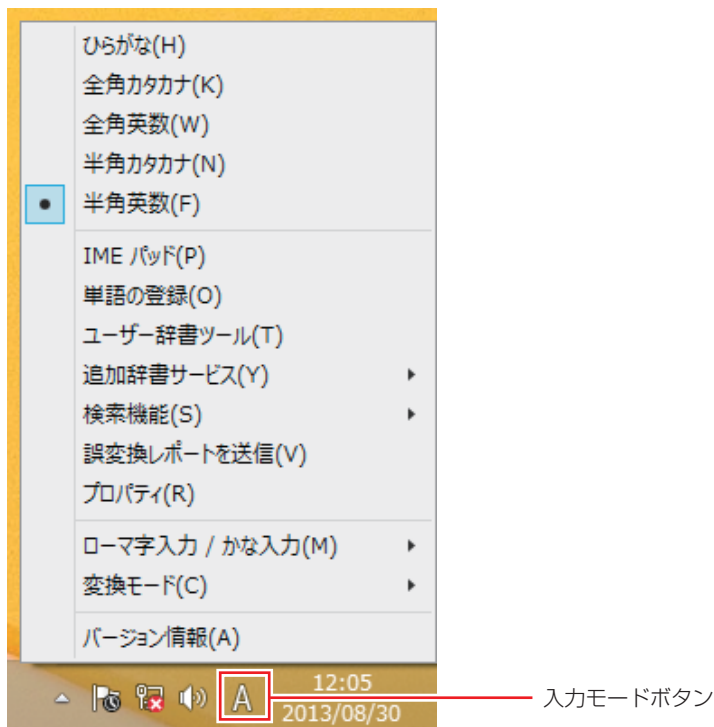 ひらがな(H)
全角カタカナ(K)
全角英数(W)
半角カタカナ(N)
半角英数(F)
IME パッド(P)
単語の登録(O)
ユーザー辞書ツール(T)
追加辞書サービス(Y)
検索機能(S)
誤変換レポートを送信(V)
プロパティ(R)
ローマ字入力 / かな入力(M)
変換モード(C)
バージョン情報(A)
A
12:05
2013/08/30
入力モードボタン